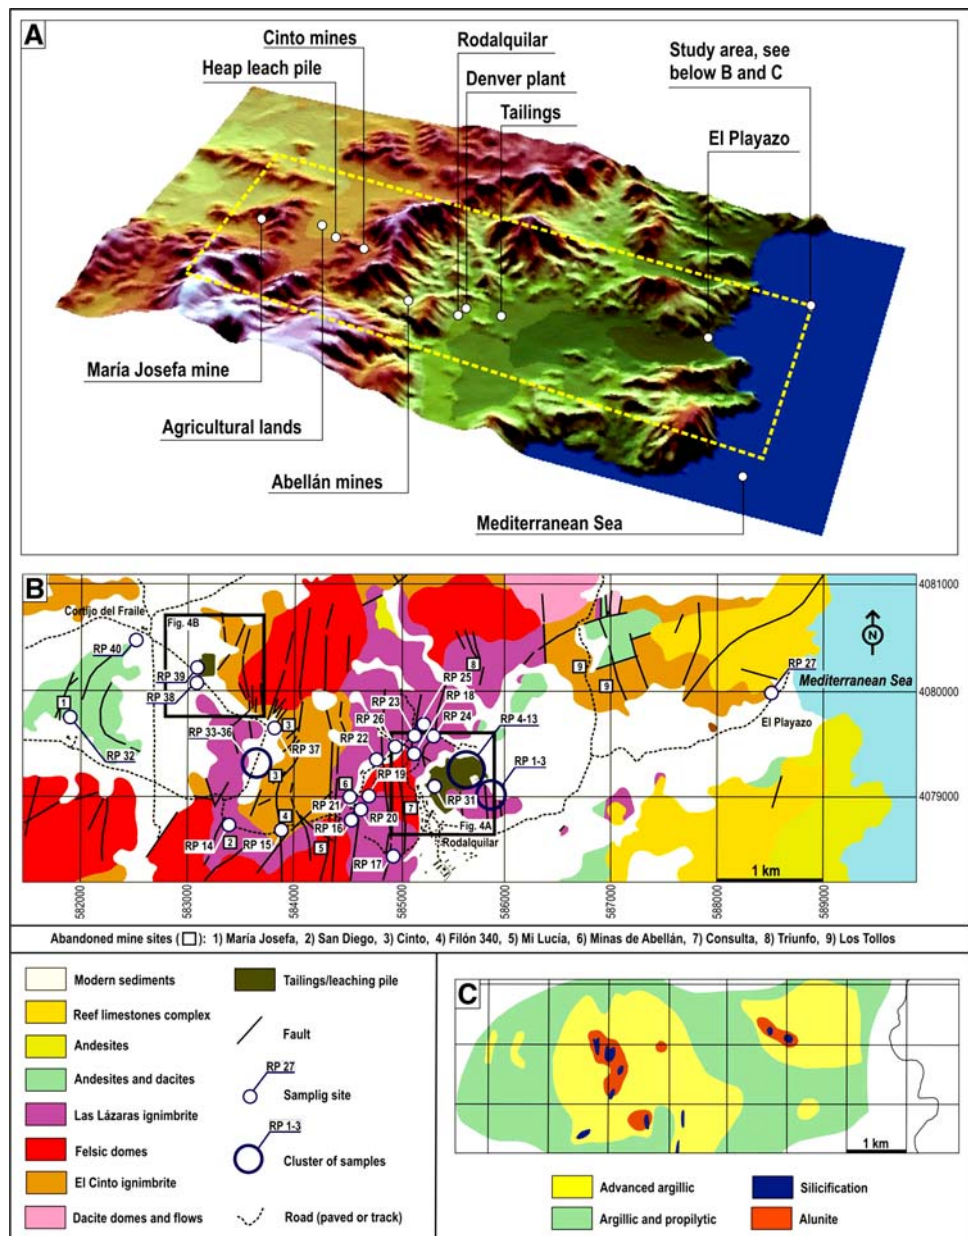 A
Cinto mines
Heap leach pile
Rodalquilar
Denver plant
Tailings
Study area, see
below B and C
El Playazo
María Josefa mine
Agricultural lands
Abellán mines
Mediterranean Sea
B
Cortijo del Fraile
Fig. 4B
RP 40
RP 39
RP 38
1
RP 32
RP 33-36
3
RP 37
3
RP 14
2
RP 15
4
5
RP 23
RP 26
RP 22
RP 25
RP 18
RP 24
8
RP 4-13
RP 1-3
RP 19
6
RP 21
RP 16
RP 20
7
RP 31
Fig. 4A
RP 17
Rodalquilar
9
9
RP 27
Mediterranean Sea
El Playazo
N
4081000
4080000
4079000
1 km
582000
583000
584000
585000
586000
587000
588000
589000
Abandoned mine sites ( ): 1) María Josefa, 2) San Diego, 3) Cinto, 4) Filón 340, 5) Mi Lucía, 6) Minas de Abellán, 7) Consulta, 8) Triunfo, 9) Los Tollos
Modern sediments
Reef limestones complex
Andesites
Andesites and dacites
Las Lázaras ignimbrite
Felsic domes
El Cinto ignimbrite
Dacite domes and flows
Tailings/leaching pile
Fault
RP 27
Samplig site
RP 1-3
Cluster of samples
Road (paved or track)
C
1 km
Advanced argillic
Argillic and propilytic
Silicification
Alunite